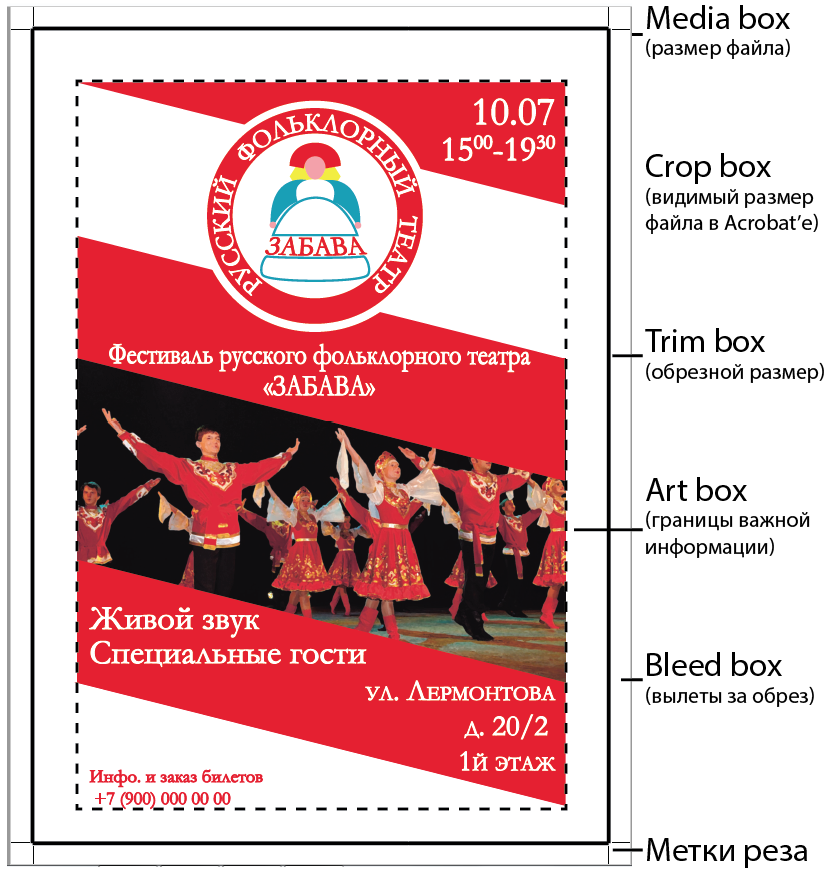 Media box
(размер файла)
Crop box
(видимый размер
файла в Acrobat'е)
Trim box
(обрезной размер)
Art box
(границы важной
информации)
Bleed box
(вылеты за обрез)
Метки реза
10.07
15⁰⁰-19³⁰
РУССКИЙ ФОЛЬКЛОРНЫЙ ТЕАТР
ЗАБАВА
Фестиваль русского фольклорного театра
«ЗАБАВА»
Живой звук
Специальные гости
ул. Лермонтова
д. 20/2
1й этаж
Инфо. и заказ билетов
+7 (900) 000 00 00